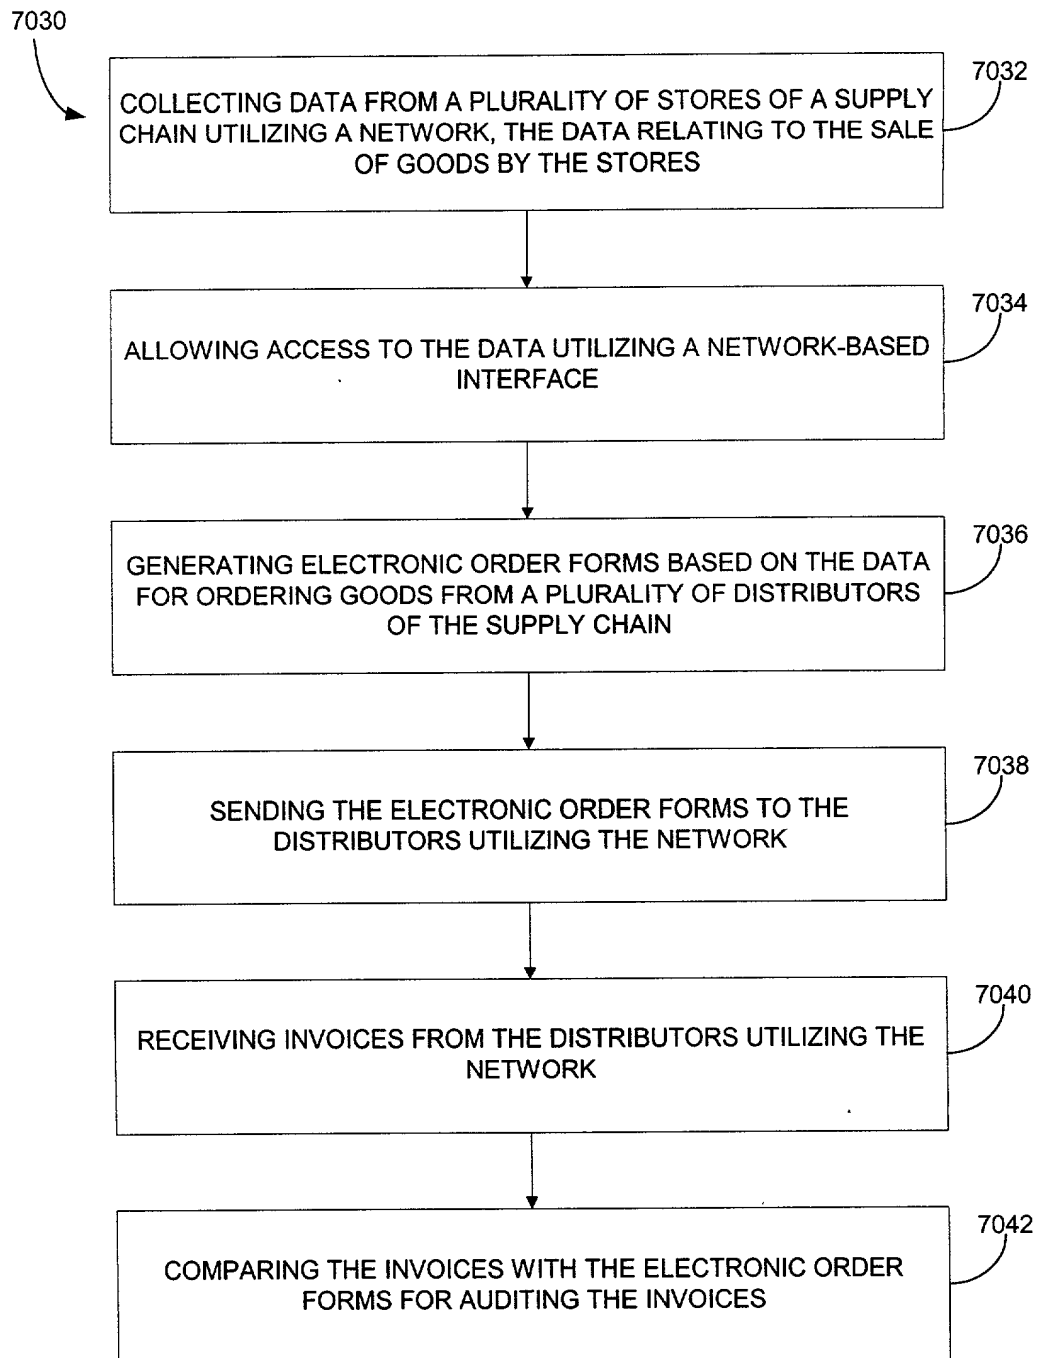 7030
7032
COLLECTING DATA FROM A PLURALITY OF STORES OF A SUPPLY
CHAIN UTILIZING A NETWORK, THE DATA RELATING TO THE SALE
OF GOODS BY THE STORES
7034
ALLOWING ACCESS TO THE DATA UTILIZING A NETWORK-BASED
INTERFACE
7036
GENERATING ELECTRONIC ORDER FORMS BASED ON THE DATA
FOR ORDERING GOODS FROM A PLURALITY OF DISTRIBUTORS
OF THE SUPPLY CHAIN
7038
SENDING THE ELECTRONIC ORDER FORMS TO THE
DISTRIBUTORS UTILIZING THE NETWORK
7040
RECEIVING INVOICES FROM THE DISTRIBUTORS UTILIZING THE
NETWORK
7042
COMPARING THE INVOICES WITH THE ELECTRONIC ORDER
FORMS FOR AUDITING THE INVOICES